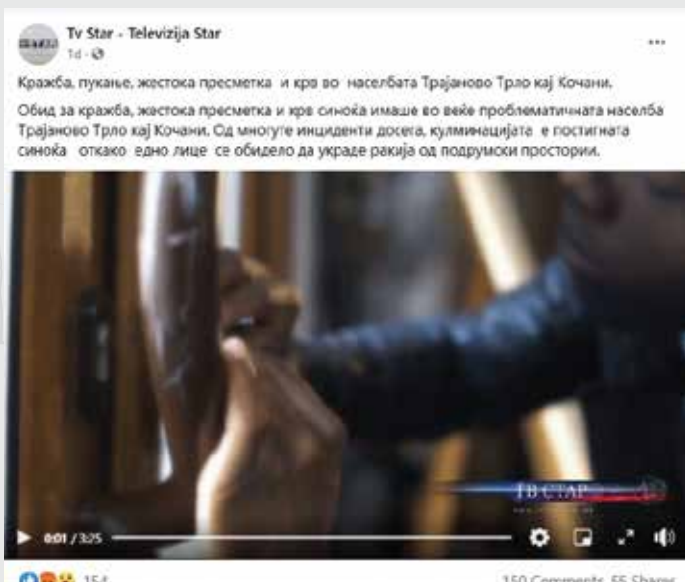 Tv Star - Televizija Star
1d
Кражба, пукање, жестока пресметка и крв во населбата Трајаново Трло кај Кочани.
Обид за кражба, жестока пресметка и крв синоќа имаше во веќе проблематичната населба
Трајаново Трло кај Кочани. Од многуте инциденти досега, кулминацијата е постигната
синоќа откако едно лице се обидело да украде ракија од подрумски простории.
ТВ СТАР
0:01 / 3:25
154
150 Comments 55 Shares